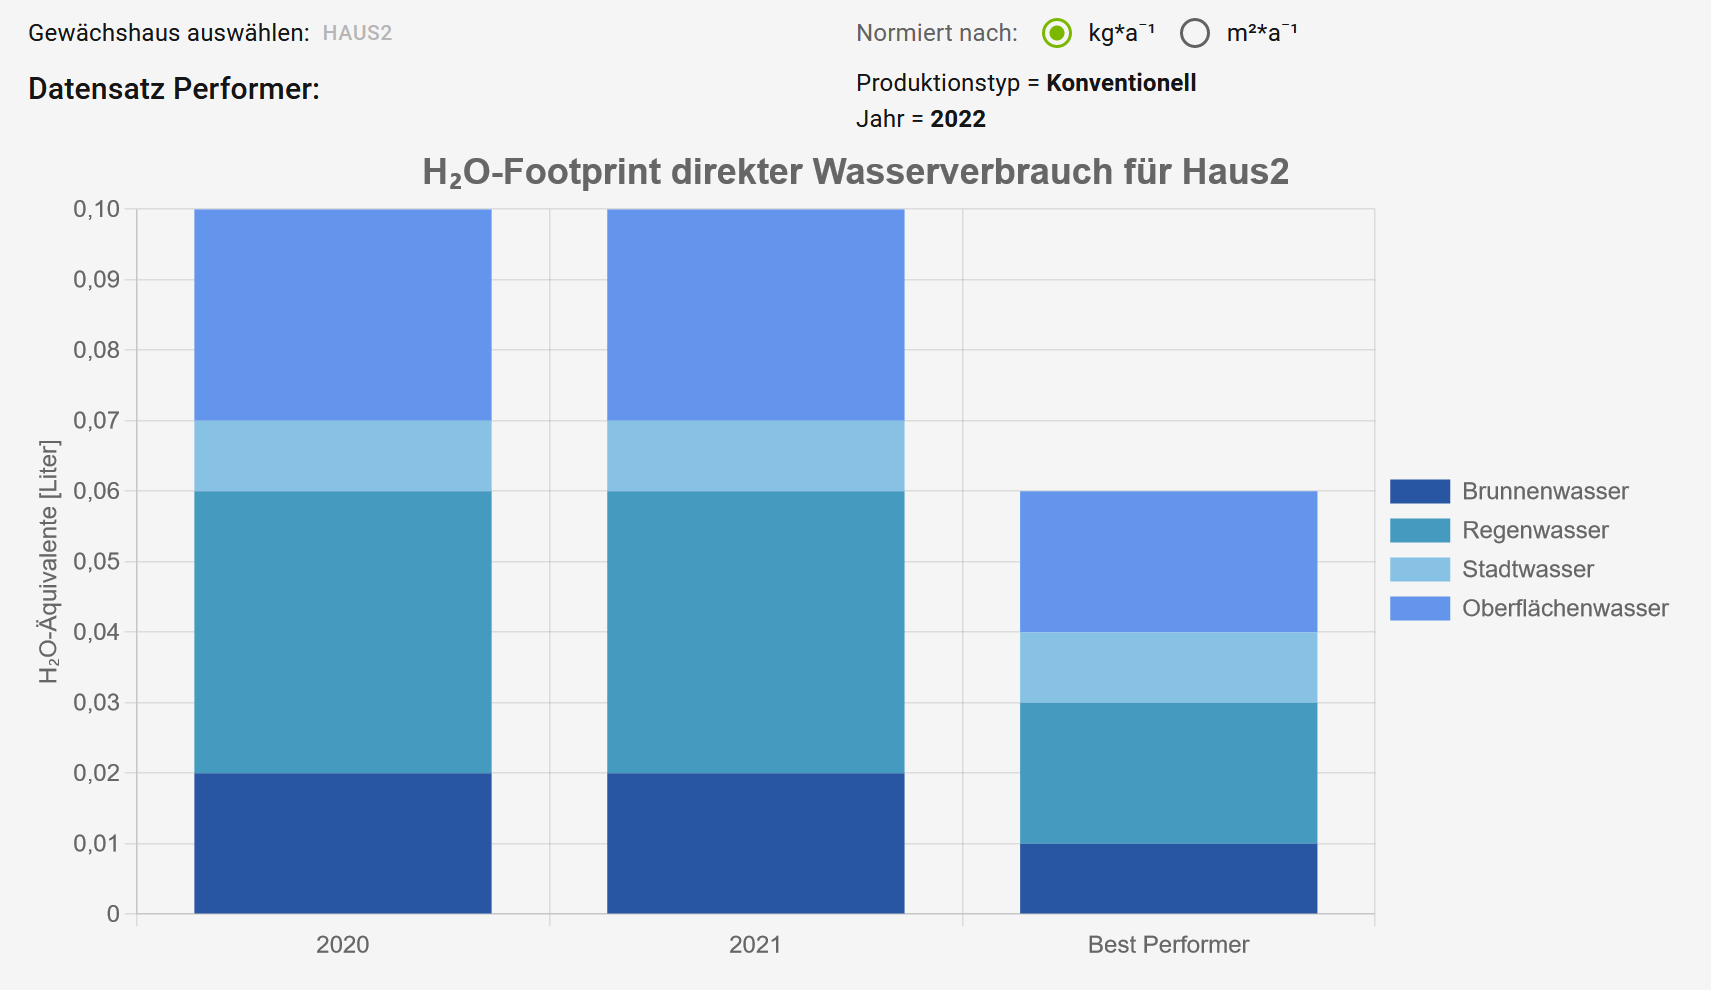 Gewächshaus auswählen: HAUS2
Normiert nach: kg*a⁻¹ m²*a⁻¹
Datensatz Performer:
Produktionstyp = Konventionell
Jahr = 2022
H₂O-Footprint direkter Wasserverbrauch für Haus2
H₂O-Äquivalente [Liter]
0,10
0,09
0,08
0,07
0,06
0,05
0,04
0,03
0,02
0,01
0
2020
2021
Best Performer
Brunnenwasser
Regenwasser
Stadtwasser
Oberflächenwasser